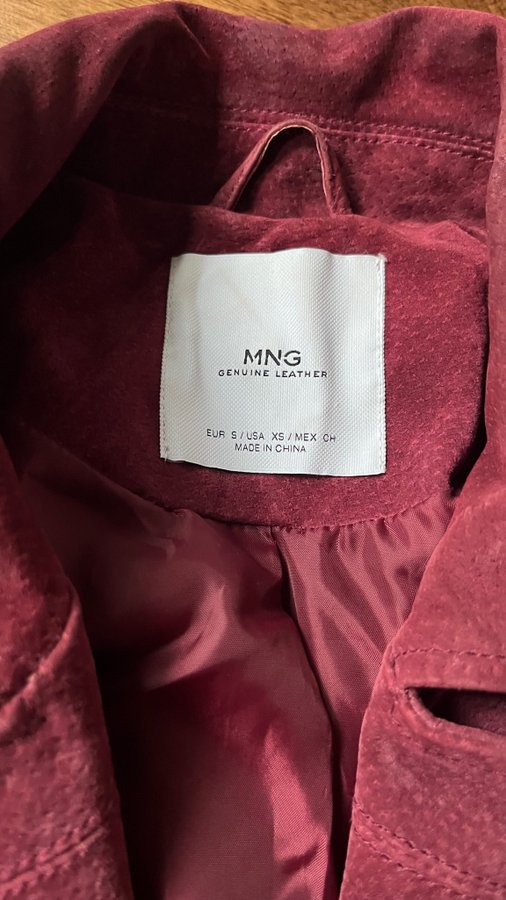 MNG
GENUINE LEATHER
EUR S / USA XS / MEX CH
MADE IN CHINA